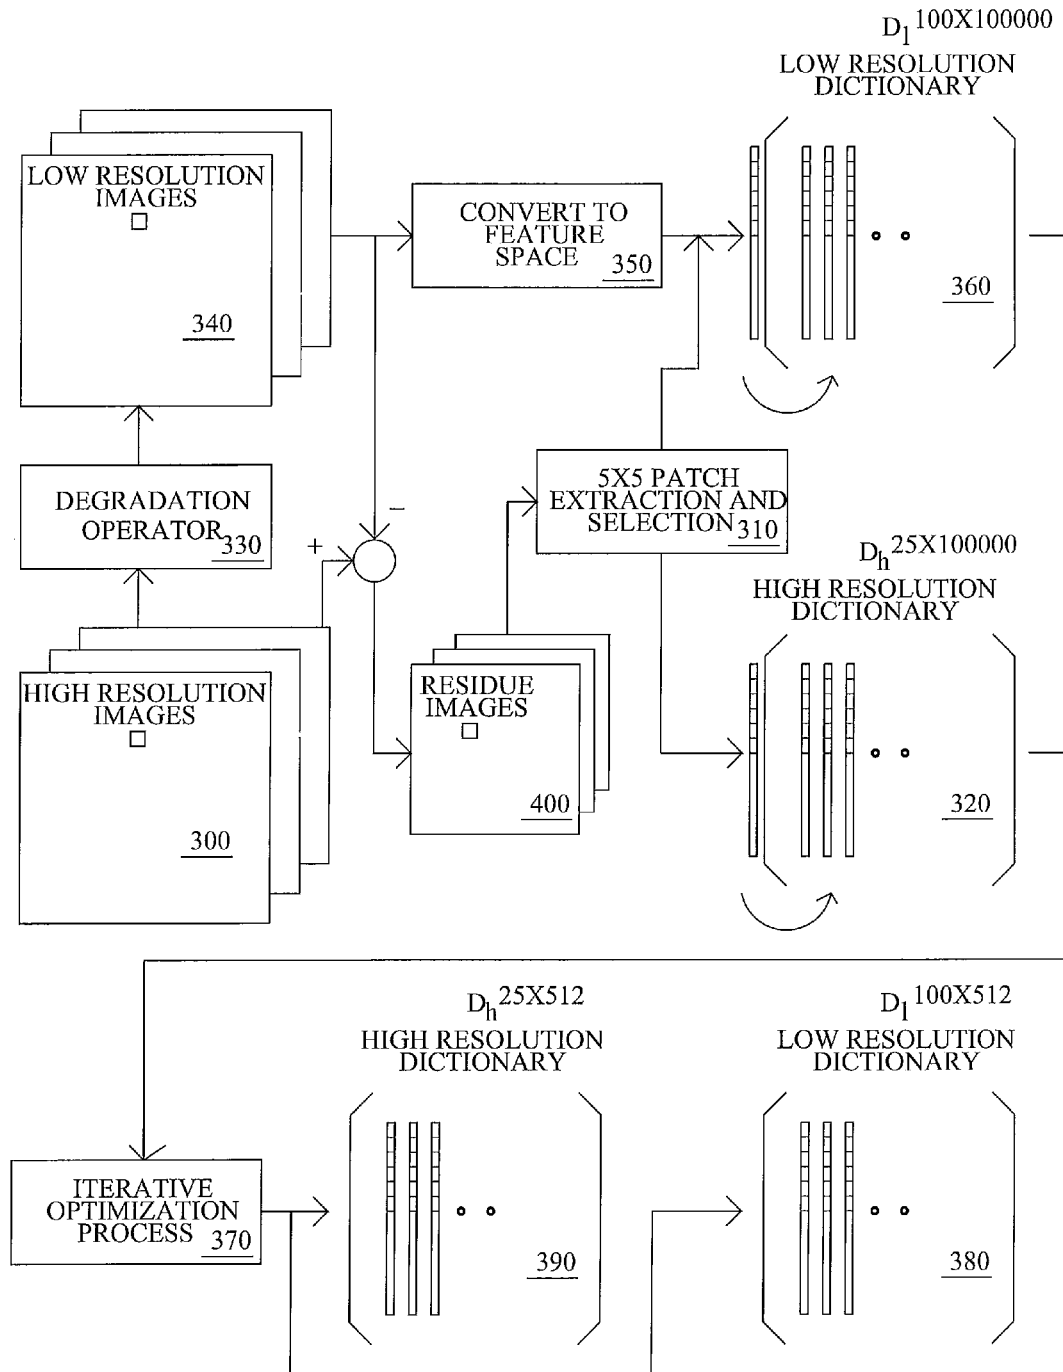 D_l^100X100000
LOW RESOLUTION
DICTIONARY
LOW RESOLUTION
IMAGES
340
CONVERT TO
FEATURE
SPACE
350
360
DEGRADATION
OPERATOR
330
5X5 PATCH
EXTRACTION AND
SELECTION
310
+
−
D_h^25X100000
HIGH RESOLUTION
DICTIONARY
HIGH RESOLUTION
IMAGES
300
RESIDUE
IMAGES
400
320
D_h^25X512
HIGH RESOLUTION
DICTIONARY
D_l^100X512
LOW RESOLUTION
DICTIONARY
ITERATIVE
OPTIMIZATION
PROCESS
370
390
380